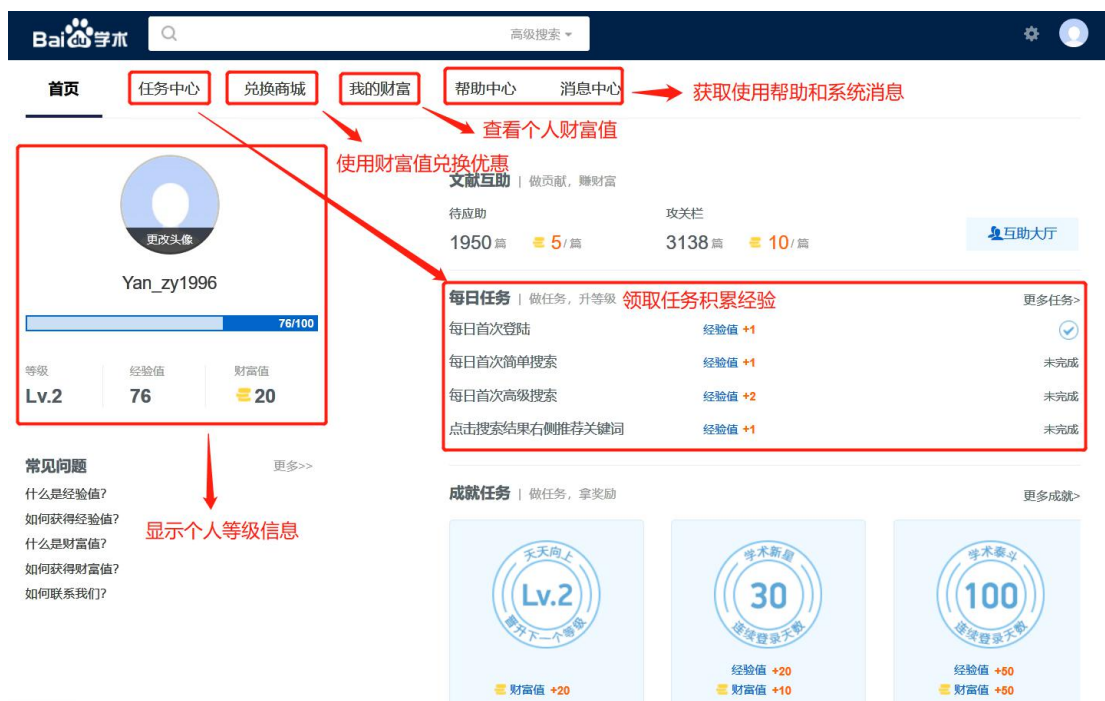 Bai du 学术
高级搜索
首页 任务中心 兑换商城 我的财富 帮助中心 消息中心 获取使用帮助和系统消息
查看个人财富值
使用财富值兑换优惠
更改头像
Yan_zy1996
76/100
等级 经验值 财富值
Lv.2 76 20
文献互助 | 做贡献, 赚财富
待应助 攻关栏
1950 篇 5/篇 3138 篇 10/篇 互助大厅
每日任务 | 做任务, 升等级 领取任务积累经验 更多任务>
每日首次登陆 经验值 +1
每日首次简单搜索 经验值 +1 未完成
每日首次高级搜索 经验值 +2 未完成
点击搜索结果右侧推荐关键词 经验值 +1 未完成
常见问题 更多>>
什么是经验值?
如何获得经验值?
什么是财富值?
如何获得财富值?
如何联系我们?
显示个人等级信息
成就任务 | 做任务, 拿奖励 更多成就>
天天向上 学术新星 学术泰斗
Lv.2 30 100
晋升下一个等级 连续登录天数 连续登录天数
经验值 +20 经验值 +50
财富值 +20 财富值 +10 财富值 +50